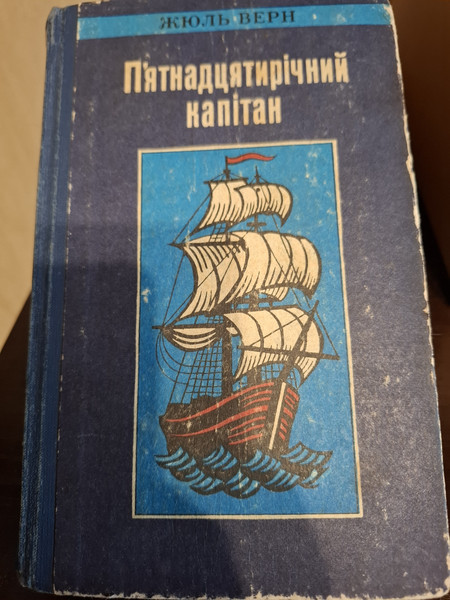 ЖЮЛЬ ВЕРН
П'ятнадцятирічний
капітан